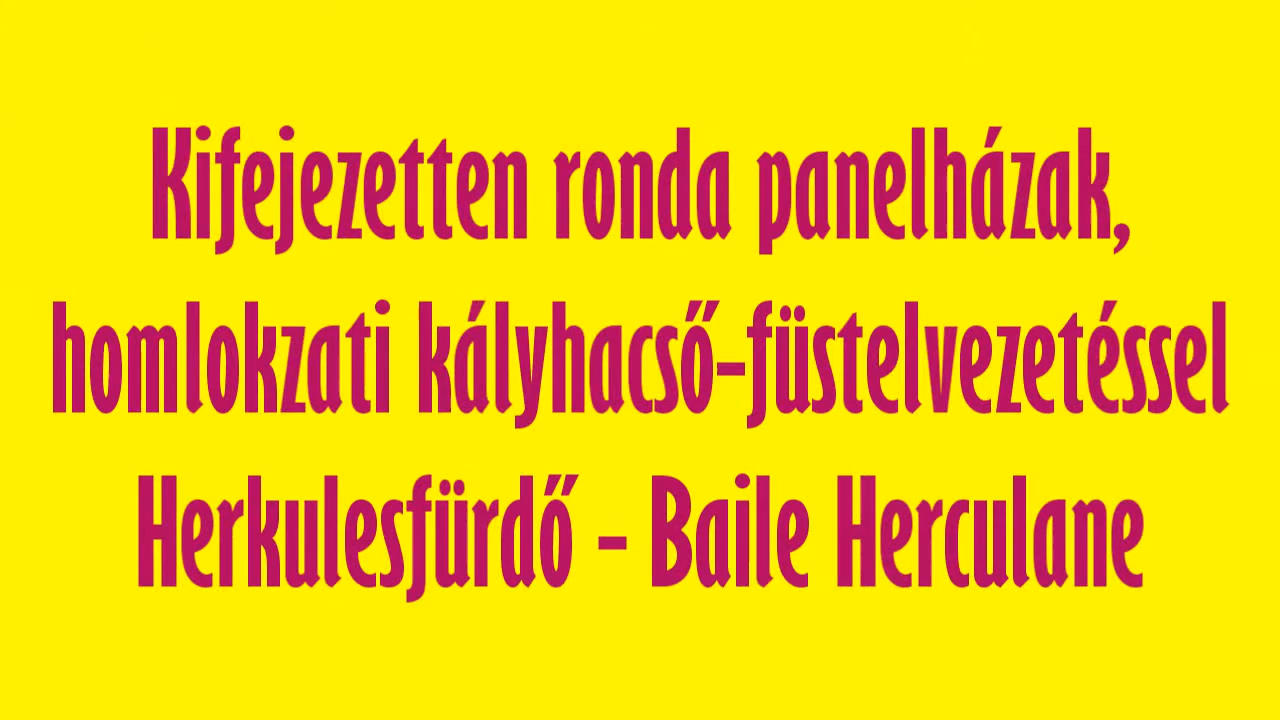 Kifejezetten ronda panelházak,
homlokzati kályhacső-füstelvezetéssel
Herkulesfürdő - Baile Herculane